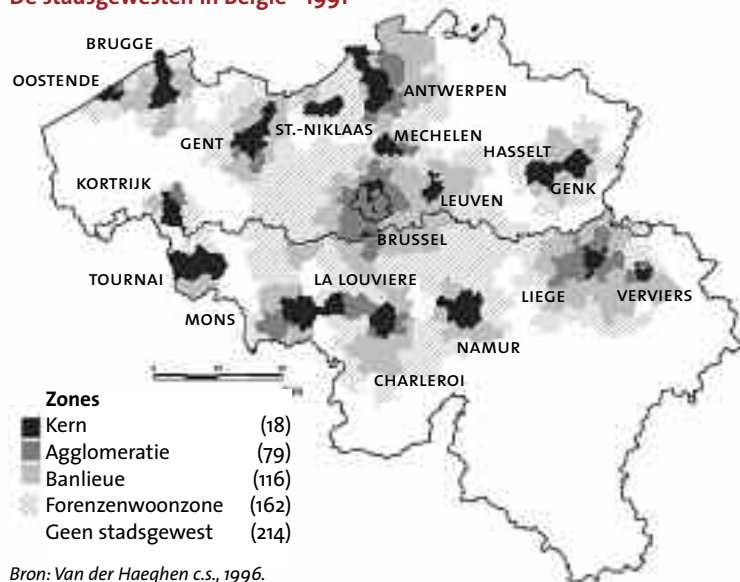 De stadsgewesten in België - 1991
BRUGGE
OOSTENDE
ANTWERPEN
ST.-NIKLAAS
MECHELEN
GENT
HASSELT
KORTRIJK
GENK
LEUVEN
BRUSSEL
TOURNAI
LA LOUVIERE
LIEGE
VERVIERS
MONS
NAMUR
CHARLEROI
Zones
Kern (18)
Agglomeratie (79)
Banlieue (116)
Forenzenwoonzone (162)
Geen stadsgewest (214)
Bron: Van der Haeghen c.s., 1996.